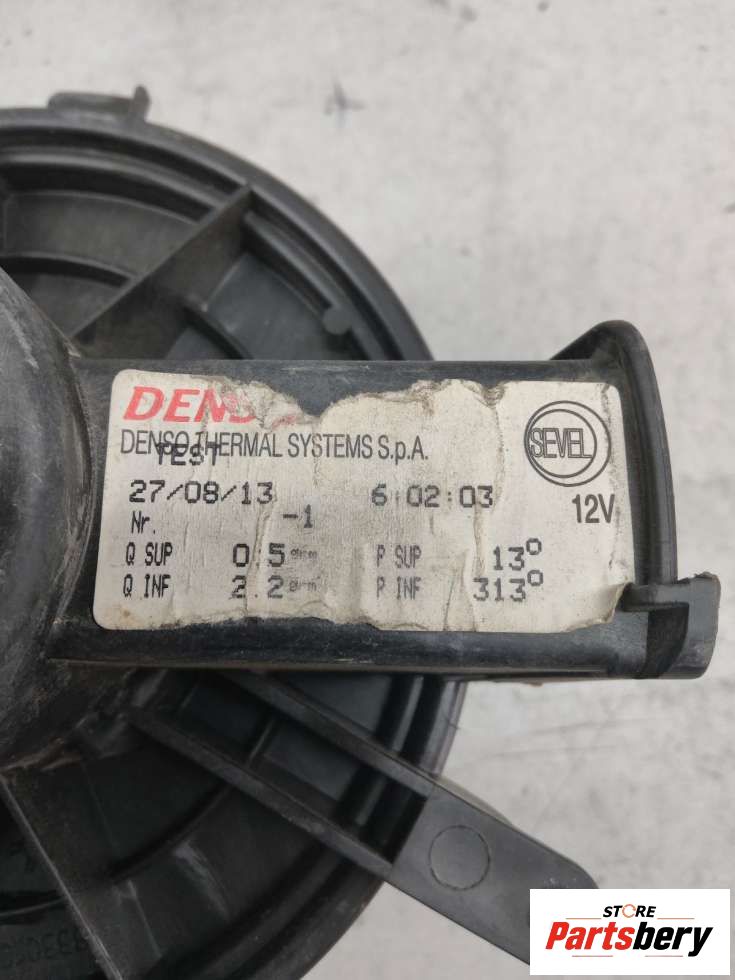 DENS
DENSO THERMAL SYSTEMS S.p.A.
TEST
SEVEL
27/08/13 6:02:03
12V
Nr. -1
Q SUP 0.5 P SUP 13°
Q INF 2.2 P INF 313°
STORE
Partsbery